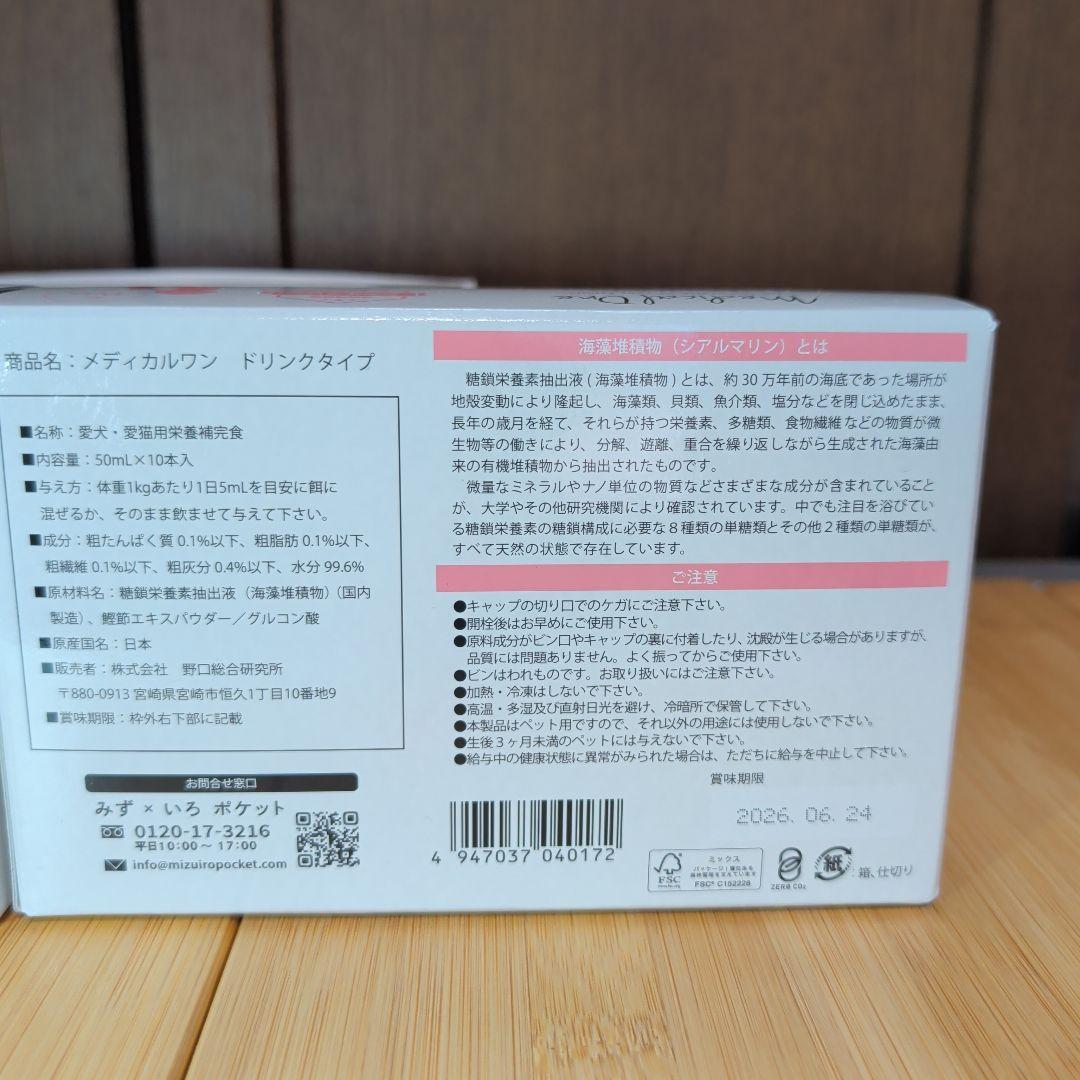 Medical One
商品名：メディカルワン　ドリンクタイプ
■名称：愛犬・愛猫用栄養補完食
■内容量：50mL×10本入
■与え方：体重1kgあたり1日5mLを目安に餌に
混ぜるか、そのまま飲ませて与えて下さい。
■成分：粗たんぱく質 0.1%以下、粗脂肪 0.1%以下、
粗繊維 0.1%以下、粗灰分 0.4%以下、水分 99.6%
■原材料名：糖鎖栄養素抽出液（海藻堆積物）（国内
製造）、鰹節エキスパウダー／グルコン酸
■原産国名：日本
■販売者：株式会社　野口総合研究所
〒880-0913 宮崎県宮崎市恒久1丁目10番地9
■賞味期限：枠外右下部に記載
お問合せ窓口
みず × いろ ポケット
0120-17-3216
平日10:00～17:00
info@mizuiropocket.com
海藻堆積物（シアルマリン）とは
糖鎖栄養素抽出液 ( 海藻堆積物 ) とは、約 30 万年前の海底であった場所が
地殻変動により隆起し、海藻類、貝類、魚介類、塩分などを閉じ込めたまま、
長年の歳月を経て、それらが持つ栄養素、多糖類、食物繊維などの物質が微
生物等の働きにより、分解、遊離、重合を繰り返しながら生成された海藻由
来の有機堆積物から抽出されたものです。
微量なミネラルやナノ単位の物質などさまざまな成分が含まれていること
が、大学やその他研究機関により確認されています。中でも注目を浴びてい
る糖鎖栄養素の糖鎖構成に必要な８種類の単糖類とその他２種類の単糖類が、
すべて天然の状態で存在しています。
ご注意
●キャップの切り口でのケガにご注意下さい。
●開栓後はお早めにご使用下さい。
●原料成分がビン口やキャップの裏に付着したり、沈殿が生じる場合がありますが、
品質には問題ありません。よく振ってからご使用下さい。
●ビンはわれものです。お取り扱いにはご注意下さい。
●加熱・冷凍はしないで下さい。
●高温・多湿及び直射日光を避け、冷暗所で保管して下さい。
●本製品はペット用ですので、それ以外の用途には使用しないで下さい。
●生後３ヶ月未満のペットには与えないで下さい。
●給与中の健康状態に異常がみられた場合は、ただちに給与を中止して下さい。
賞味期限
2026. 06. 24
4 947037 040172
FSC
ミックス
FSC® C152228
ZERO CO₂
紙：箱、仕切り